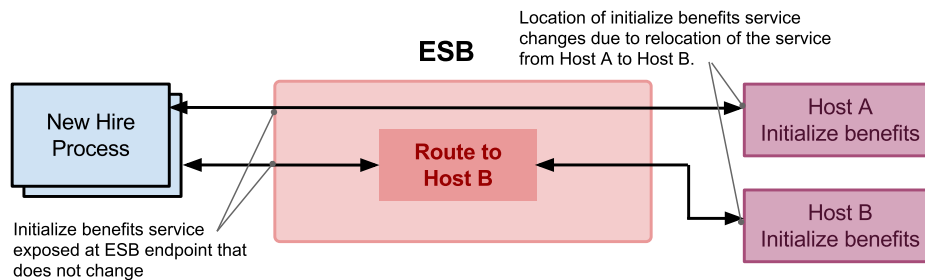 Location of initialize benefits service
changes due to relocation of the service
from Host A to Host B.
ESB
New Hire
Process
Host A
Initialize benefits
Route to
Host B
Host B
Initialize benefits
Initialize benefits service
exposed at ESB endpoint that
does not change